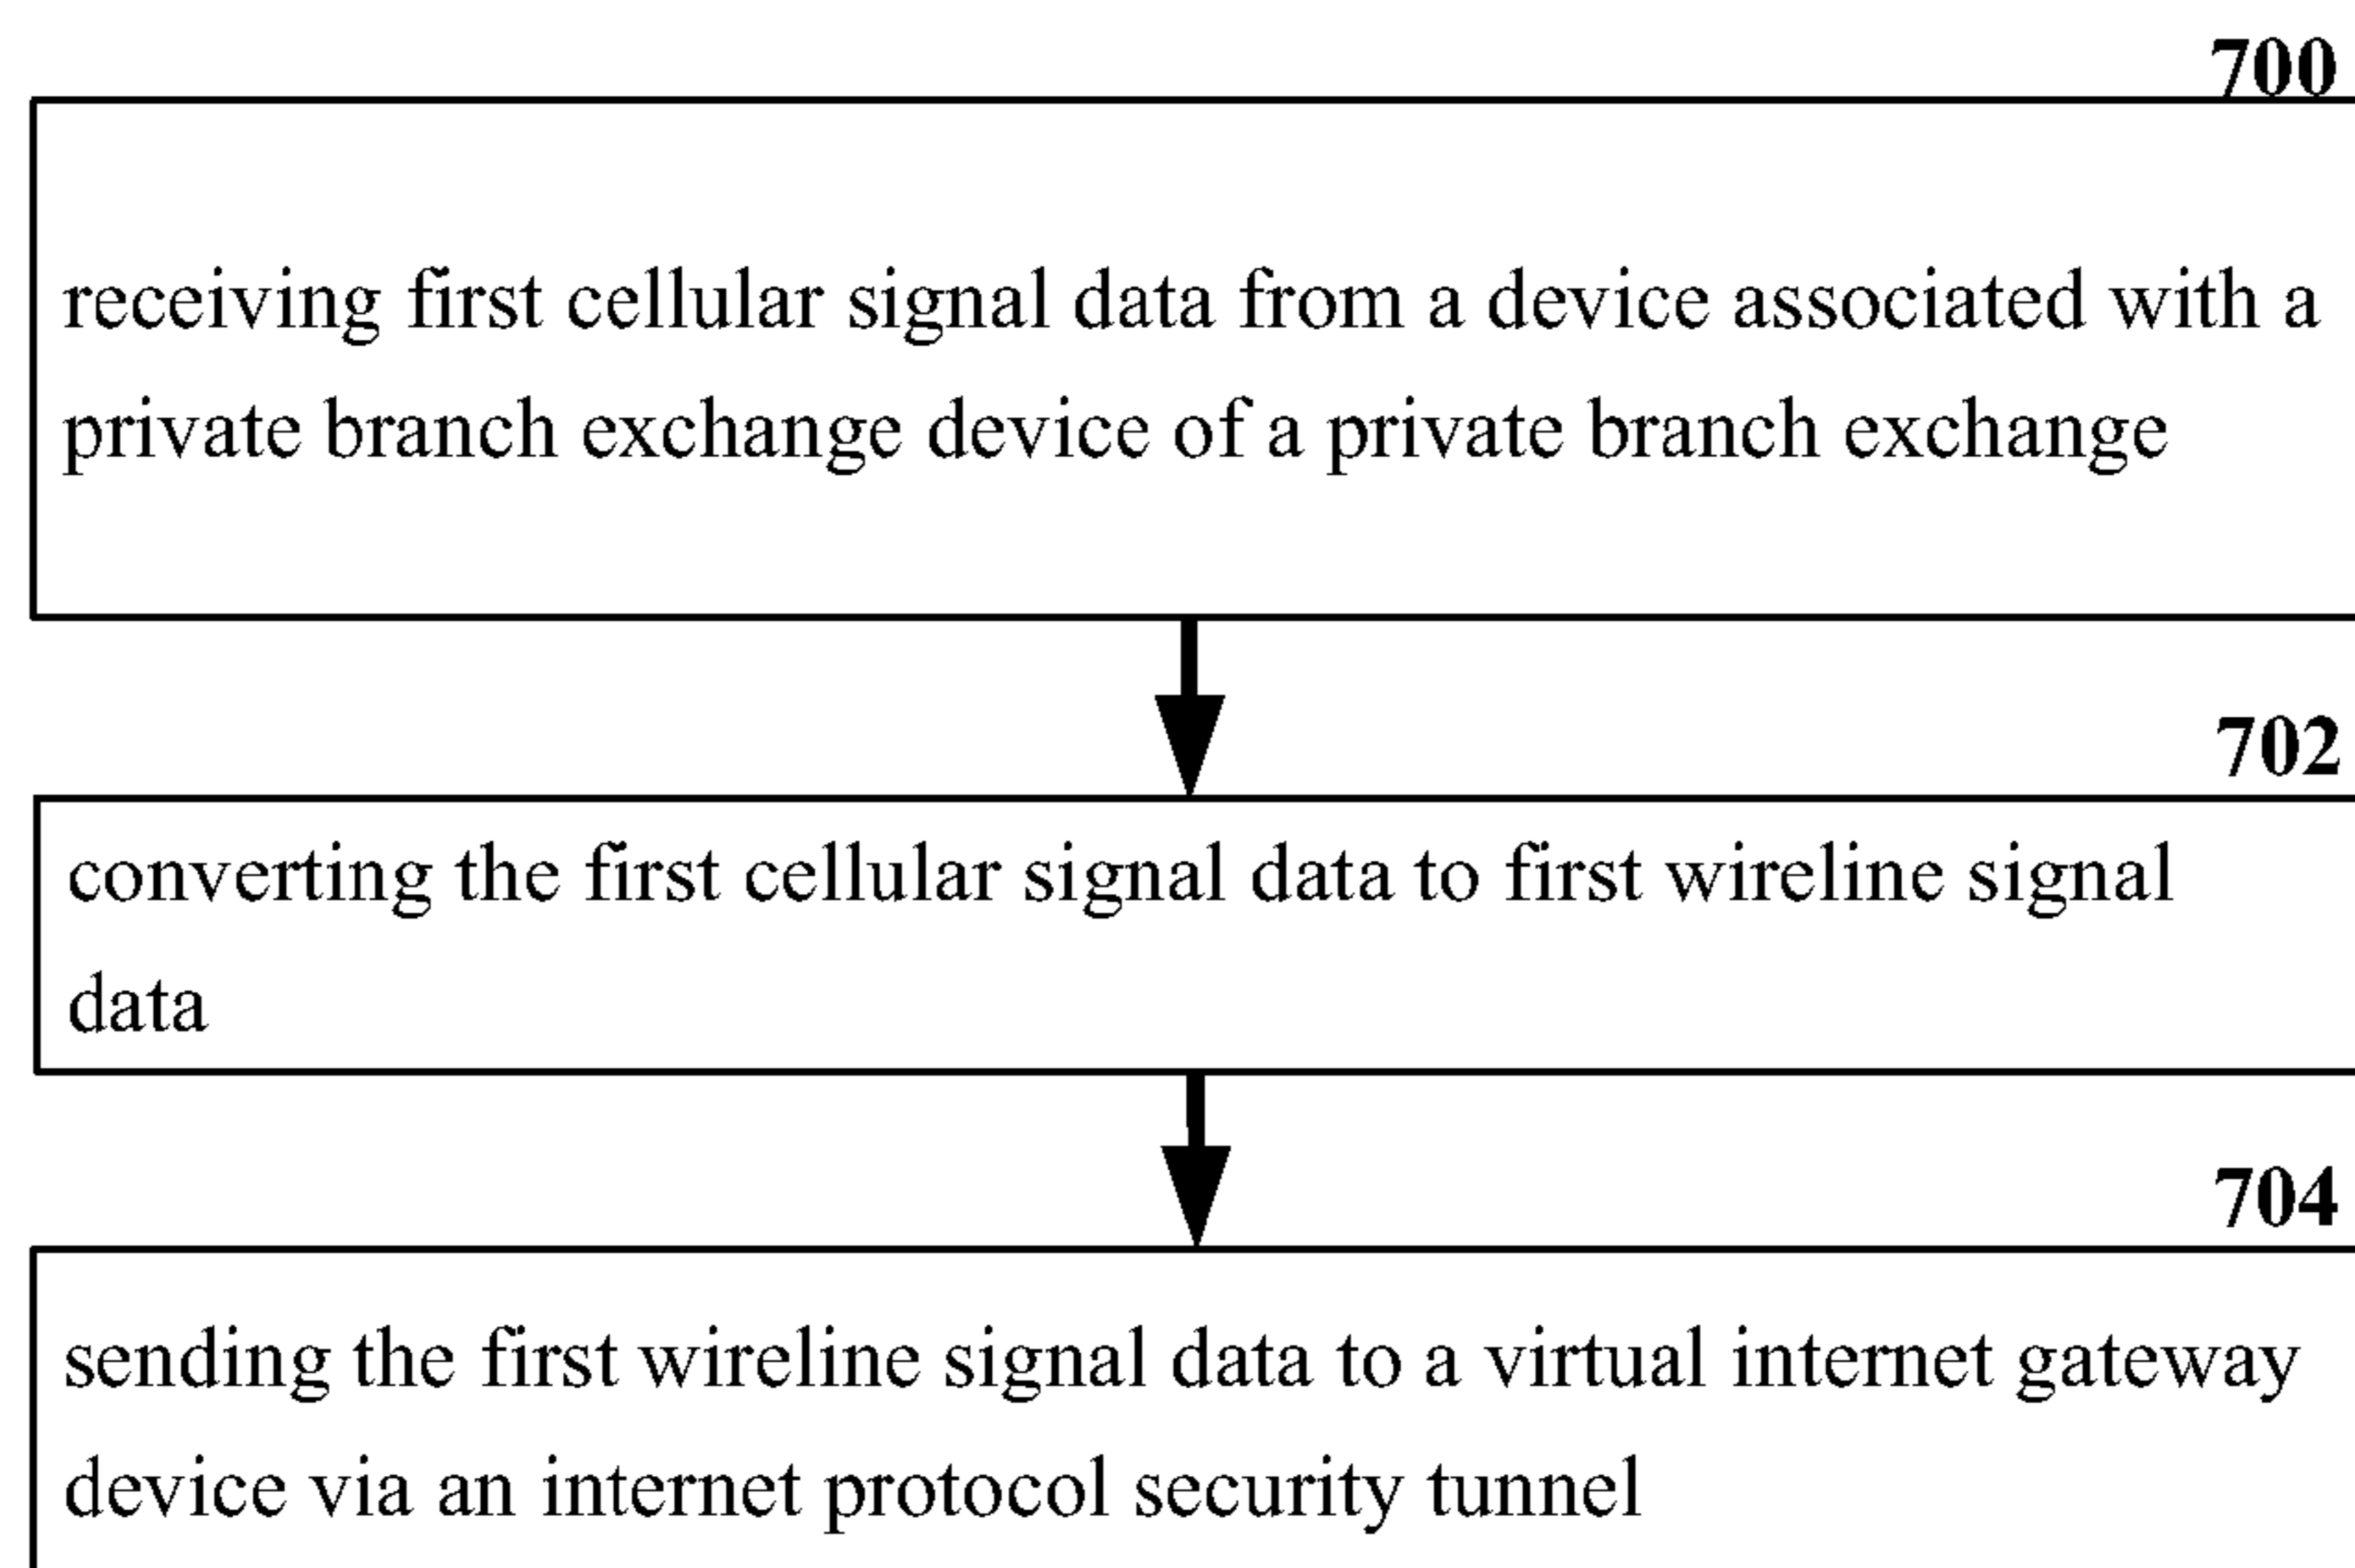 700
receiving first cellular signal data from a device associated with a
private branch exchange device of a private branch exchange
702
converting the first cellular signal data to first wireline signal
data
704
sending the first wireline signal data to a virtual internet gateway
device via an internet protocol security tunnel